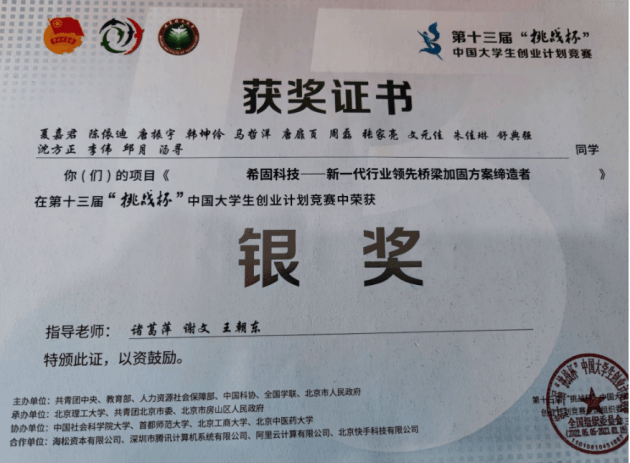 第十三届“挑战杯”
中国大学生创业计划竞赛
获奖证书
夏嘉君 陈依迪 唐振宇 韩坤伶 马哲洋 唐雇页 周磊 张家亮 文元佳 朱佳琳 舒典强
沈方正 李伟 邱月 汤寻 同学
你（们）的项目《 希固科技——新一代行业领先桥梁加固方案缔造者 》
在第十三届“挑战杯”中国大学生创业计划竞赛中荣获
银奖
指导老师： 诸葛萍 谢文 王朝东
特颁此证，以资鼓励。
主办单位：共青团中央、教育部、人力资源社会保障部、中国科协、全国学联、北京市人民政府
承办单位：北京理工大学、共青团北京市委、北京市房山区人民政府
协办单位：中国社会科学院大学、首都师范大学、北京工商大学、北京中医药大学
合作单位：海松资本有限公司、深圳市腾讯计算机系统有限公司、阿里云计算有限公司、北京快手科技有限公司
全国组织委员会